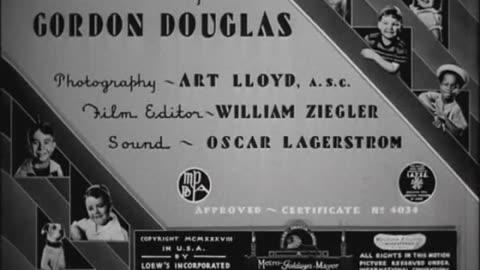 GORDON DOUGLAS
Photography ~ ART LLOYD, A.S.C.
Film Editor ~ WILLIAM ZIEGLER
Sound ~ OSCAR LAGERSTROM
APPROVED ~ CERTIFICATE No 4034
COPYRIGHT MCMXXXVIII
IN U.S.A.
BY
LOEW'S INCORPORATED
Metro-Goldwyn-Mayer
ALL RIGHTS IN THIS MOTION
PICTURE RESERVED UNDER
INTERNATIONAL CONVENTIONS